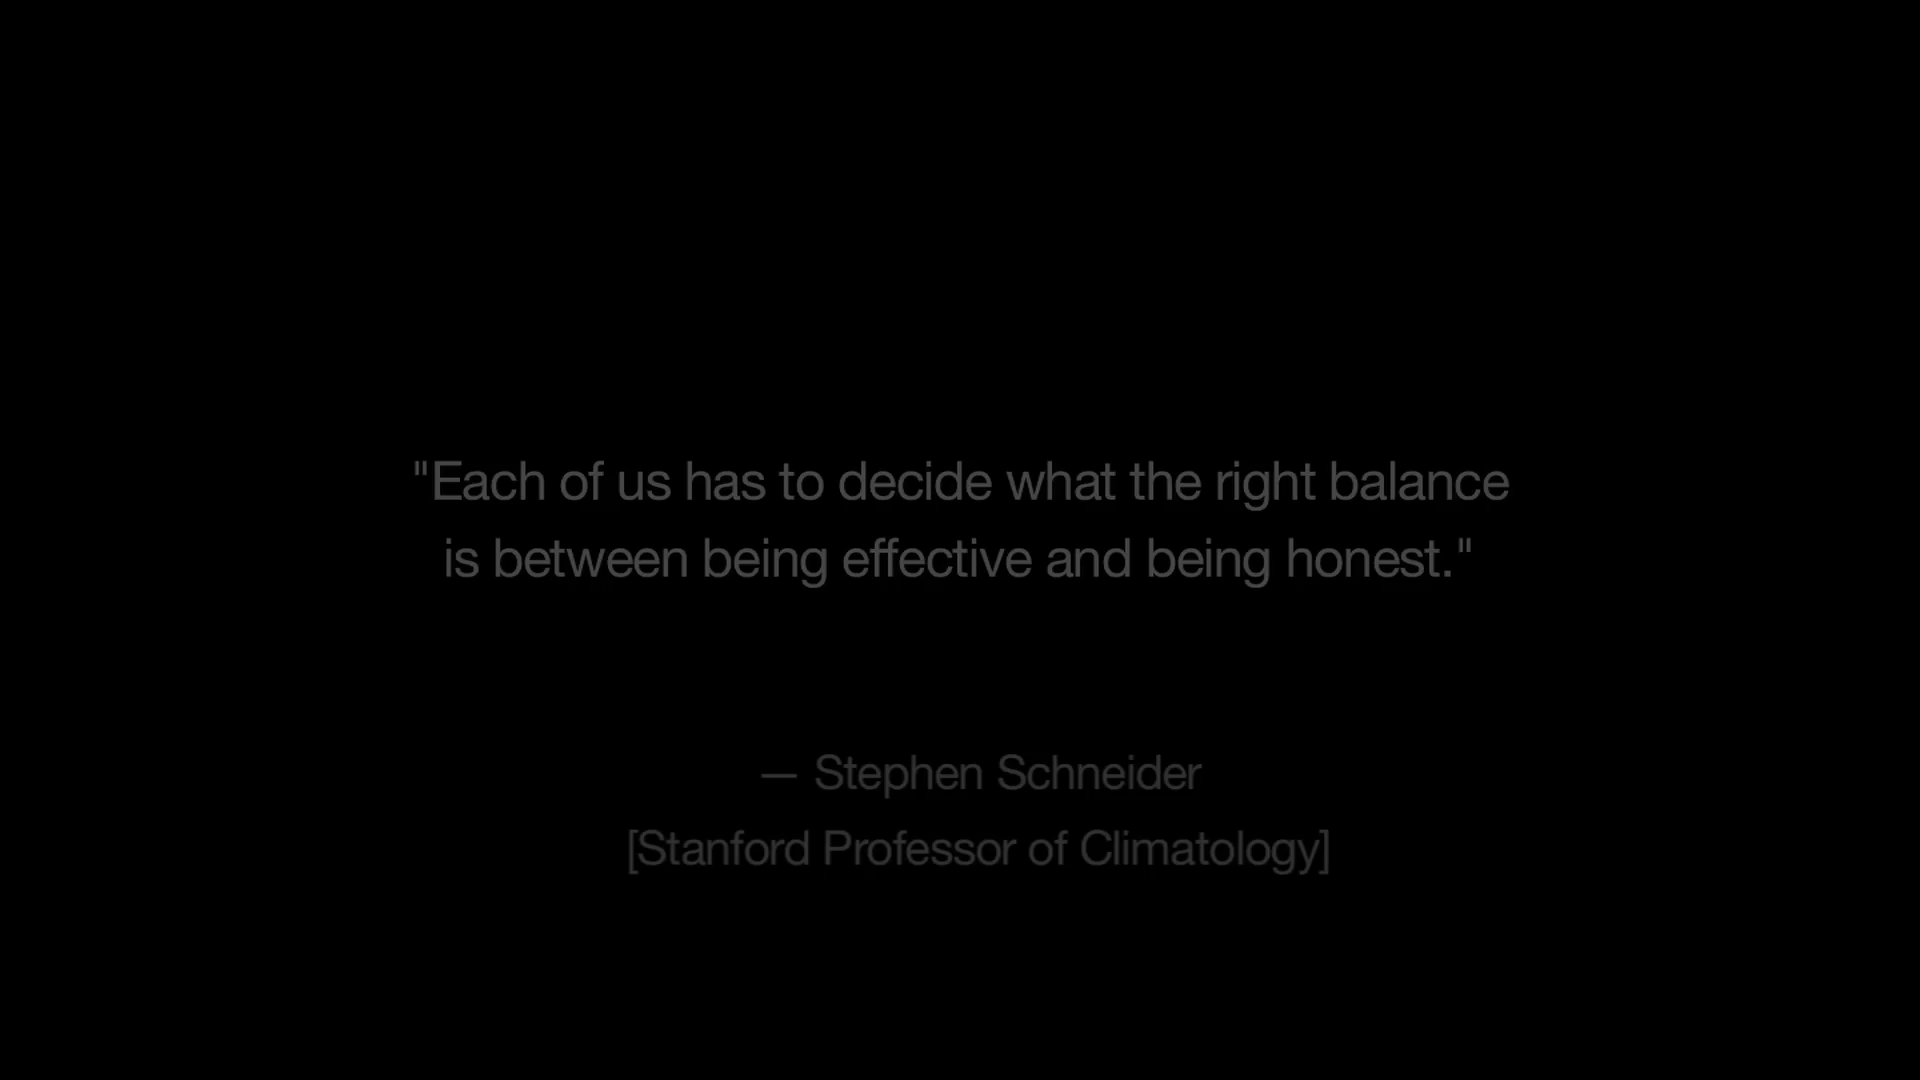 "Each of us has to decide what the right balance
is between being effective and being honest."
— Stephen Schneider
[Stanford Professor of Climatology]